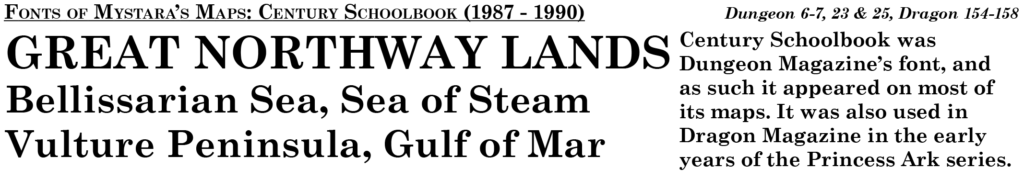 Fonts of Mystara's Maps: Century Schoolbook (1987 - 1990)
Dungeon 6-7, 23 & 25, Dragon 154-158
GREAT NORTHWAY LANDS
Bellissarian Sea, Sea of Steam
Vulture Peninsula, Gulf of Mar
Century Schoolbook was
Dungeon Magazine's font, and
as such it appeared on most of
its maps. It was also used in
Dragon Magazine in the early
years of the Princess Ark series.